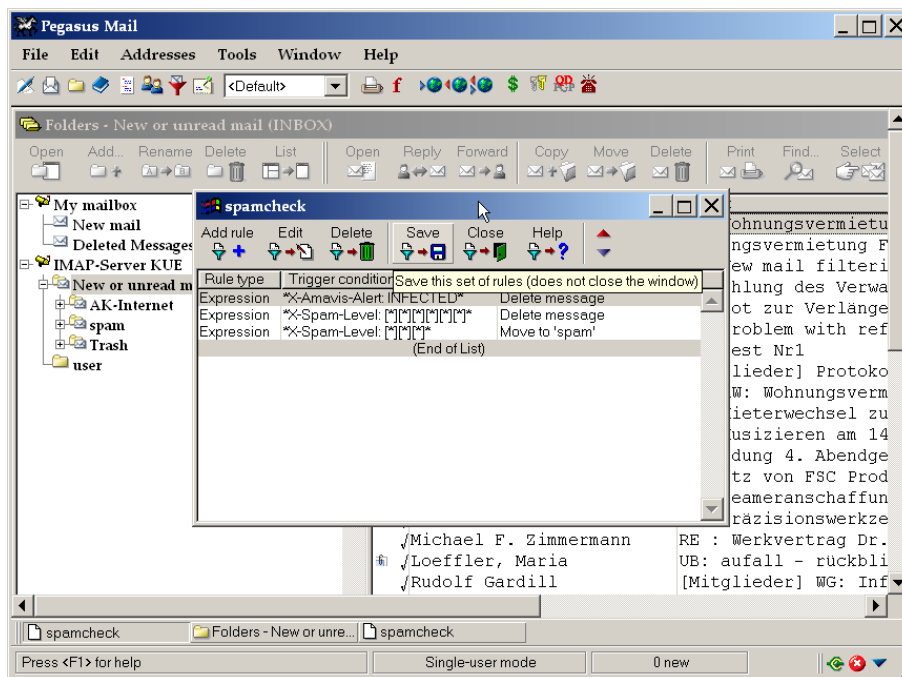 Pegasus Mail
File Edit Addresses Tools Window Help
<Default>
Folders - New or unread mail (INBOX)
Open Add... Rename Delete List Open Reply Forward Copy Move Delete Print Find... Select
My mailbox
New mail
Deleted Messages
IMAP-Server KUE
New or unread m
AK-Internet
spam
Trash
user
spamcheck
Add rule Edit Delete Save Close Help
Rule type Trigger condition
Save this set of rules (does not close the window)
Expression *X-Amavis-Alert: INFECTED* Delete message
Expression *X-Spam-Level: [*][*][*][*][*][*]* Delete message
Expression *X-Spam-Level: [*][*][*]* Move to 'spam'
(End of List)
ohnungsvermietu
ngsvermietung F
ew mail filteri
hlung des Verwa
ot zur Verlänge
roblem with ref
est Nr1
lieder] Protoko
W: Wohnungsverm
ieterwechsel zu
usizieren am 14
dung 4. Abendge
tz von FSC Prod
eameranschaffun
räzisionswerkze
√Michael F. Zimmermann RE : Werkvertrag Dr.
√Loeffler, Maria UB: aufall - rückbli
√Rudolf Gardill [Mitglieder] WG: Inf
spamcheck Folders - New or unre... spamcheck
Press <F1> for help Single-user mode 0 new